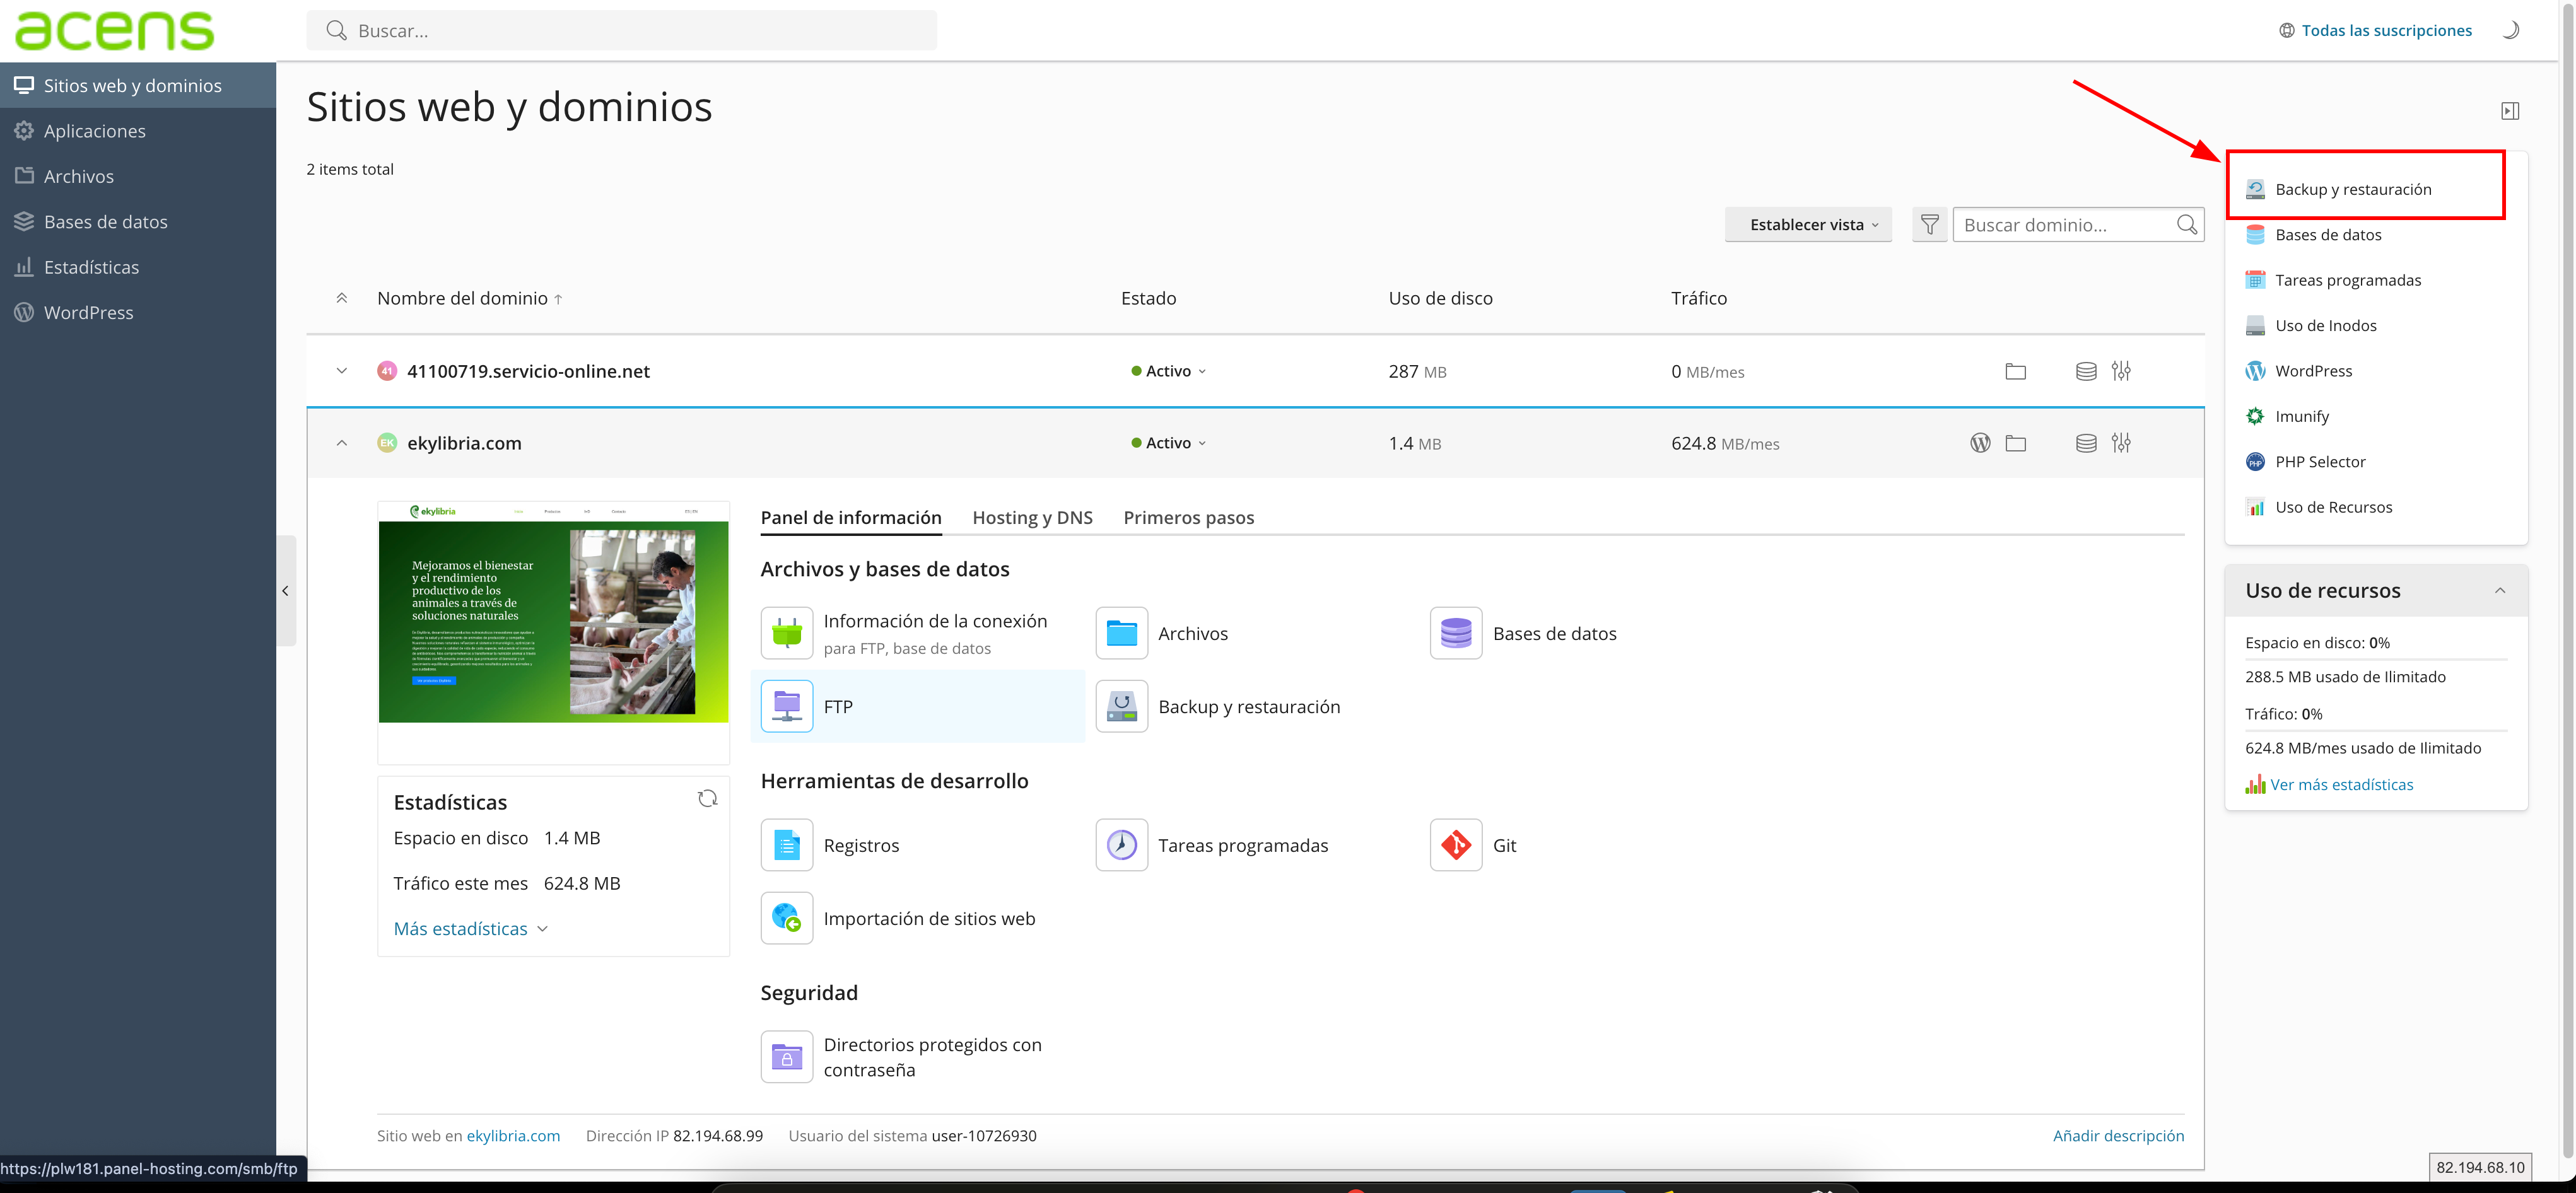 acens
Buscar...
Todas las suscripciones
Sitios web y dominios
Aplicaciones
Archivos
Bases de datos
Estadísticas
WordPress
Sitios web y dominios
2 items total
Establecer vista
Buscar dominio...
Nombre del dominio ↑
Estado
Uso de disco
Tráfico
41 41100719.servicio-online.net
Activo
287 MB
0 MB/mes
EK ekylibria.com
Activo
1.4 MB
624.8 MB/mes
ekylibria
Mejoramos el bienestar
y el rendimiento
productivo de los
animales a través de
soluciones naturales
Estadísticas
Espacio en disco 1.4 MB
Tráfico este mes 624.8 MB
Más estadísticas
Panel de información
Hosting y DNS
Primeros pasos
Archivos y bases de datos
Información de la conexión
para FTP, base de datos
Archivos
Bases de datos
FTP
Backup y restauración
Herramientas de desarrollo
Registros
Tareas programadas
Git
Importación de sitios web
Seguridad
Directorios protegidos con
contraseña
Sitio web en ekylibria.com
Dirección IP 82.194.68.99
Usuario del sistema user-10726930
Añadir descripción
Backup y restauración
Bases de datos
Tareas programadas
Uso de Inodos
WordPress
Imunify
PHP PHP Selector
Uso de Recursos
Uso de recursos
Espacio en disco: 0%
288.5 MB usado de Ilimitado
Tráfico: 0%
624.8 MB/mes usado de Ilimitado
Ver más estadísticas
https://plw181.panel-hosting.com/smb/ftp
82.194.68.10